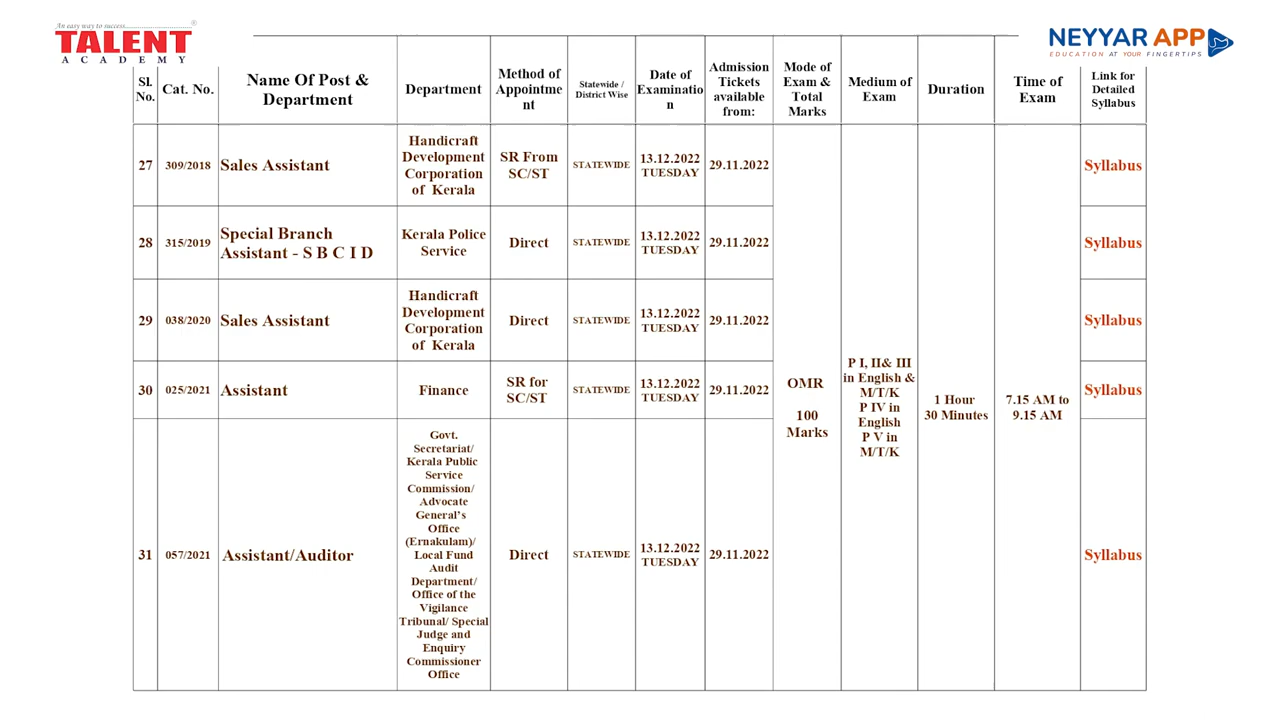 An easy way to success
®
TALENT
ACADEMY
NEYYAR APP
EDUCATION AT YOUR FINGERTIPS
Sl. No.
Cat. No.
Name Of Post &
Department
Department
Method of
Appointme
nt
Statewide /
District Wise
Date of
Examinatio
n
Admission
Tickets
available
from:
Mode of
Exam &
Total
Marks
Medium of
Exam
Duration
Time of
Exam
Link for
Detailed
Syllabus
27
309/2018
Sales Assistant
Handicraft
Development
Corporation
of Kerala
SR From
SC/ST
STATEWIDE
13.12.2022
TUESDAY
29.11.2022
Syllabus
28
315/2019
Special Branch
Assistant - S B C I D
Kerala Police
Service
Direct
STATEWIDE
13.12.2022
TUESDAY
29.11.2022
Syllabus
29
038/2020
Sales Assistant
Handicraft
Development
Corporation
of Kerala
Direct
STATEWIDE
13.12.2022
TUESDAY
29.11.2022
Syllabus
30
025/2021
Assistant
Finance
SR for
SC/ST
STATEWIDE
13.12.2022
TUESDAY
29.11.2022
Syllabus
31
057/2021
Assistant/Auditor
Govt.
Secretariat/
Kerala Public
Service
Commission/
Advocate
General's
Office
(Ernakulam)/
Local Fund
Audit
Department/
Office of the
Vigilance
Tribunal/ Special
Judge and
Enquiry
Commissioner
Office
Direct
STATEWIDE
13.12.2022
TUESDAY
29.11.2022
OMR
100
Marks
P I, II& III
in English &
M/T/K
P IV in
English
P V in
M/T/K
1 Hour
30 Minutes
7.15 AM to
9.15 AM
Syllabus